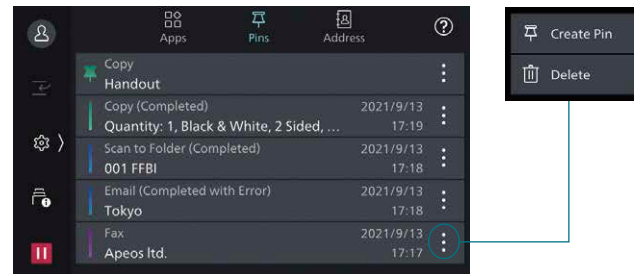 Apps
Pins
Address
?
Copy
Handout
Copy (Completed)
2021/9/13
Quantity: 1, Black & White, 2 Sided, ...
17:19
Scan to Folder (Completed)
2021/9/13
001 FFBI
17:18
Email (Completed with Error)
2021/9/13
Tokyo
17:18
Fax
2021/9/13
Apeos ltd.
17:17
Create Pin
Delete